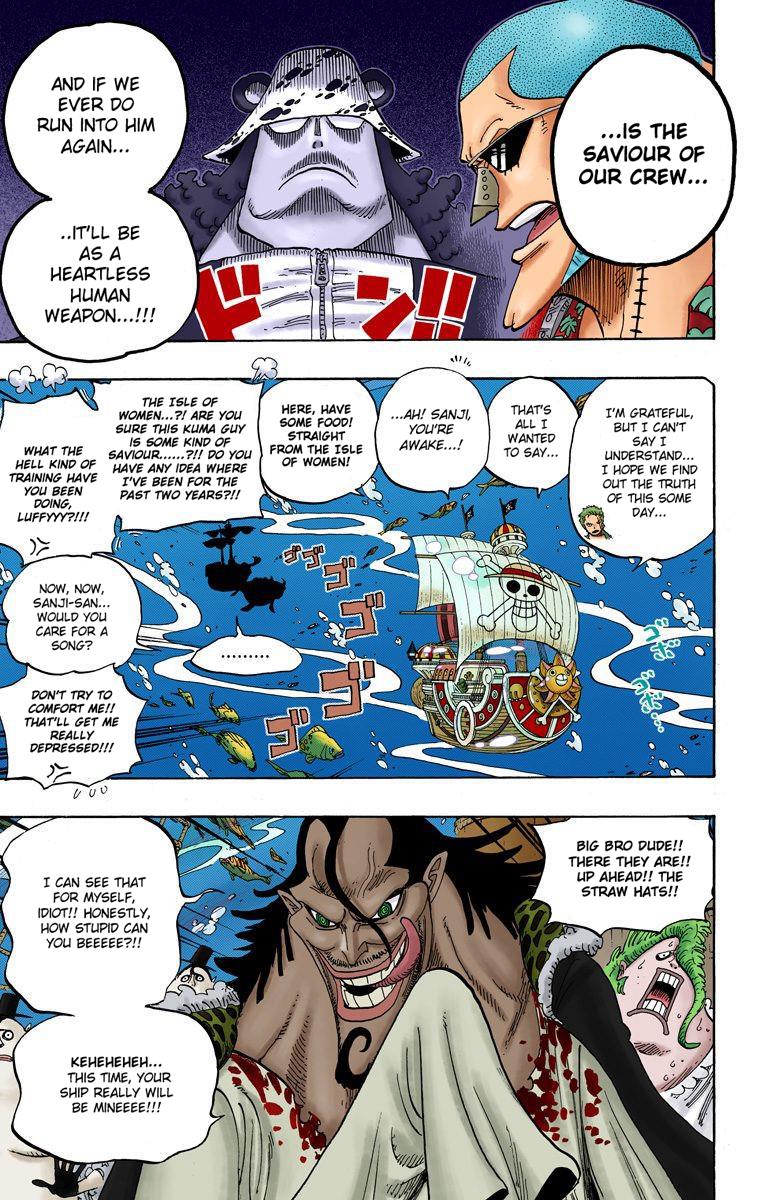 ...IS THE
SAVIOUR OF
OUR CREW...
AND IF WE
EVER DO
RUN INTO HIM
AGAIN...
..IT'LL BE
AS A
HEARTLESS
HUMAN
WEAPON...!!!
ドン!!
I'M GRATEFUL,
BUT I CAN'T
SAY I
UNDERSTAND...
I HOPE WE FIND
OUT THE TRUTH
OF THIS SOME
DAY...
THAT'S
ALL I
WANTED
TO SAY...
...AH! SANJI,
YOU'RE
AWAKE...!
HERE, HAVE
SOME FOOD!
STRAIGHT
FROM THE ISLE
OF WOMEN!
THE ISLE OF
WOMEN...?! ARE YOU
SURE THIS KUMA GUY
IS SOME KIND OF
SAVIOUR......?!! DO YOU
HAVE ANY IDEA WHERE
I'VE BEEN FOR THE
PAST TWO YEARS?!!
WHAT THE
HELL KIND OF
TRAINING HAVE
YOU BEEN
DOING,
LUFFYYY?!!!
NOW, NOW,
SANJI-SAN...
WOULD YOU
CARE FOR A
SONG?
DON'T TRY TO
COMFORT ME!!
THAT'LL GET ME
REALLY
DEPRESSED!!!
.........
ゴゴゴゴゴゴ
ゴボゴボ...
BIG BRO DUDE!!
THERE THEY ARE!!
UP AHEAD!! THE
STRAW HATS!!
I CAN SEE THAT
FOR MYSELF,
IDIOT!! HONESTLY,
HOW STUPID CAN
YOU BEEEEE?!!
KEHEHEHEH...
THIS TIME, YOUR
SHIP REALLY WILL
BE MINEEEE!!!